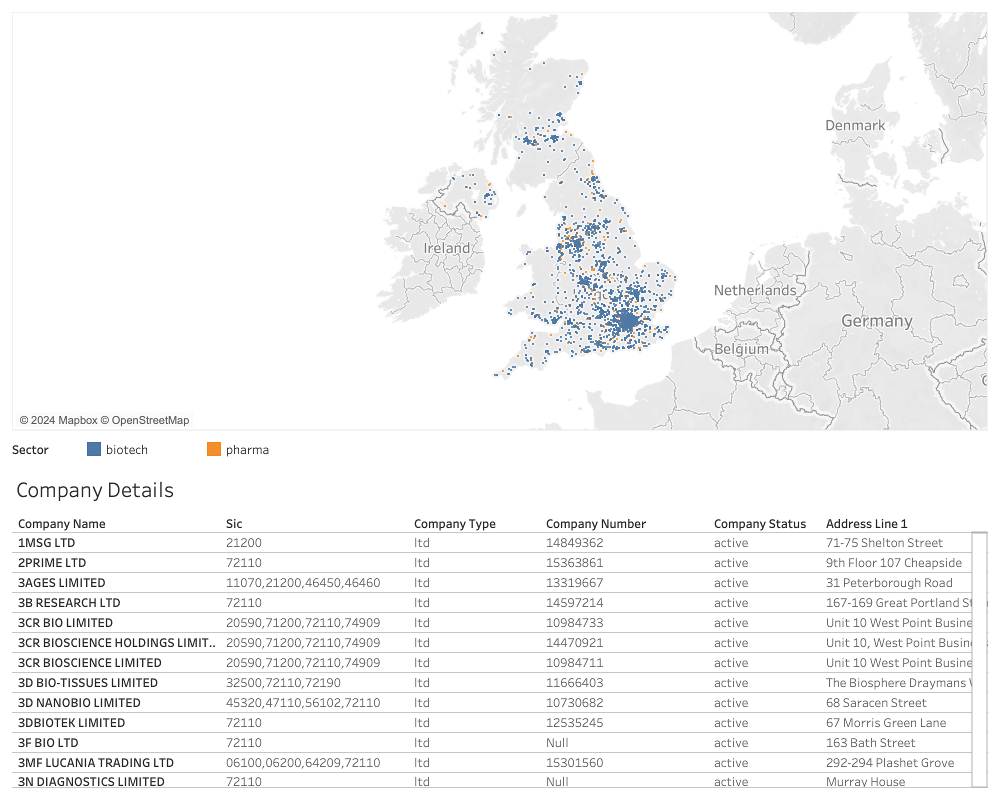 Denmark
Ireland
Netherlands
Germany
Belgium
© 2024 Mapbox © OpenStreetMap
Sector biotech pharma
Company Details
Company Name Sic Company Type Company Number Company Status Address Line 1
1MSG LTD 21200 ltd 14849362 active 71-75 Shelton Street
2PRIME LTD 72110 ltd 15363861 active 9th Floor 107 Cheapside
3AGES LIMITED 11070,21200,46450,46460 ltd 13319667 active 31 Peterborough Road
3B RESEARCH LTD 72110 ltd 14597214 active 167-169 Great Portland
3CR BIO LIMITED 20590,71200,72110,74909 ltd 10984733 active Unit 10 West Point Busine
3CR BIOSCIENCE HOLDINGS LIMIT.. 20590,71200,72110,74909 ltd 14470921 active Unit 10, West Point Busin
3CR BIOSCIENCE LIMITED 20590,71200,72110,74909 ltd 10984711 active Unit 10 West Point Busine
3D BIO-TISSUES LIMITED 32500,72110,72190 ltd 11666403 active The Biosphere Draymans
3D NANOBIO LIMITED 45320,47110,56102,72110 ltd 10730682 active 68 Saracen Street
3DBIOTEK LIMITED 72110 ltd 12535245 active 67 Morris Green Lane
3F BIO LTD 72110 ltd Null active 163 Bath Street
3MF LUCANIA TRADING LTD 06100,06200,64209,72110 ltd 15301560 active 292-294 Plashet Grove
3N DIAGNOSTICS LIMITED 72110 ltd Null active Murray House